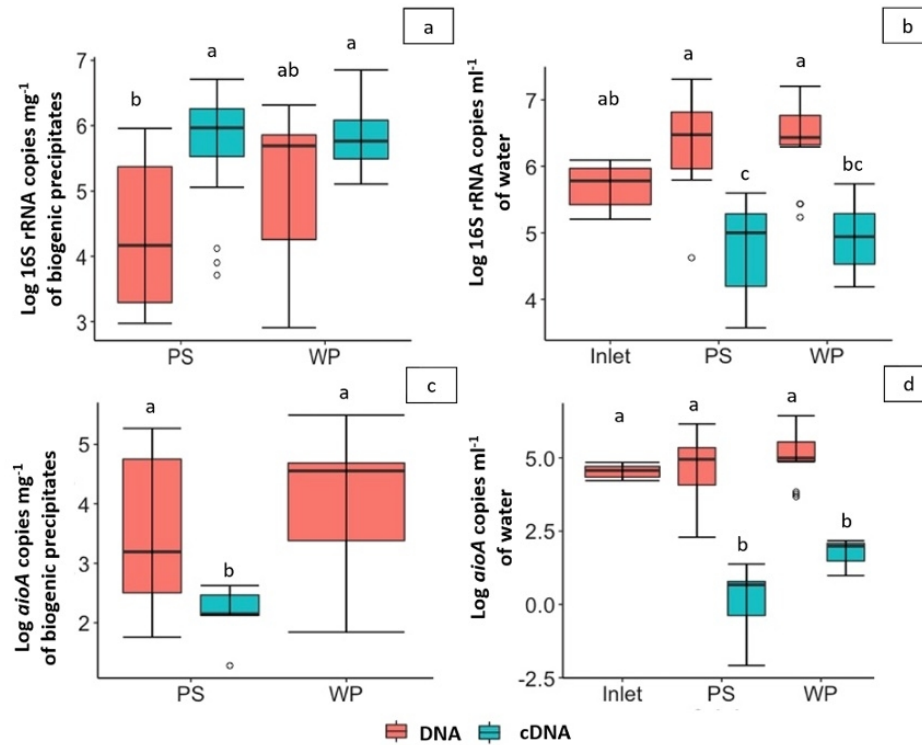 a
Log 16S rRNA copies mg-1
of biogenic precipitates
7
6
5
4
3
b
a
ab
a
PS
WP
b
Log 16S rRNA copies ml-1
of water
7
6
5
4
ab
a
c
a
bc
Inlet
PS
WP
c
Log aioA copies mg-1
of biogenic precipitates
5
4
3
2
a
b
a
PS
WP
d
Log aioA copies ml-1
of water
5.0
2.5
0.0
-2.5
a
a
b
a
b
Inlet
PS
WP
DNA
cDNA